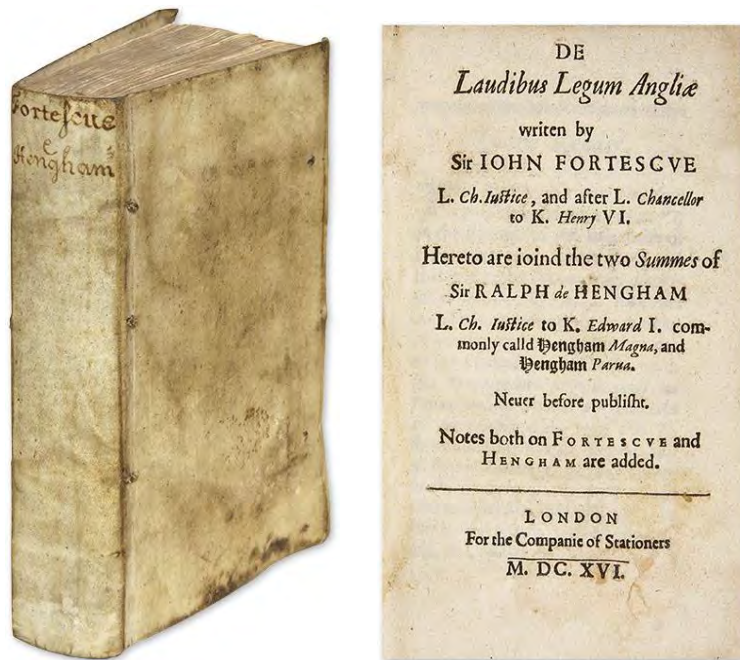 Fortescue
e
Hengham
DE
Laudibus Legum Angliæ
writen by
Sir IOHN FORTESCVE
L. Ch. Iuſtice, and after L. Chancellor
to K. Henry VI.
Hereto are ioind the two Summes of
Sir RALPH de HENGHAM
L. Ch. Iuſtice to K. Edward I. com-
monly calld Hengham Magna, and
Hengham Parua.
Neuer before publiſht.
Notes both on FORTESCVE and
HENGHAM are added.
LONDON
For the Companie of Stationers
M. DC. XVI.